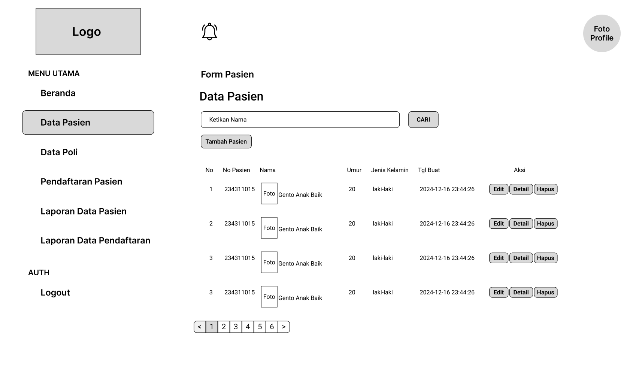 Logo
Foto
Profile
MENU UTAMA
Beranda
Data Pasien
Data Poli
Pendaftaran Pasien
Laporan Data Pasien
Laporan Data Pendaftaran
AUTH
Logout
Form Pasien
Data Pasien
Ketikan Nama CARI
Tambah Pasien
No No Pasien Nama Umur Jenis Kelamin Tgl Buat Aksi
1 234311015 Foto Gento Anak Baik 20 laki-laki 2024-12-16 23:44:26 Edit Detail Hapus
2 234311015 Foto Gento Anak Baik 20 laki-laki 2024-12-16 23:44:26 Edit Detail Hapus
3 234311015 Foto Gento Anak Baik 20 laki-laki 2024-12-16 23:44:26 Edit Detail Hapus
3 234311015 Foto Gento Anak Baik 20 laki-laki 2024-12-16 23:44:26 Edit Detail Hapus
< 1 2 3 4 5 6 >